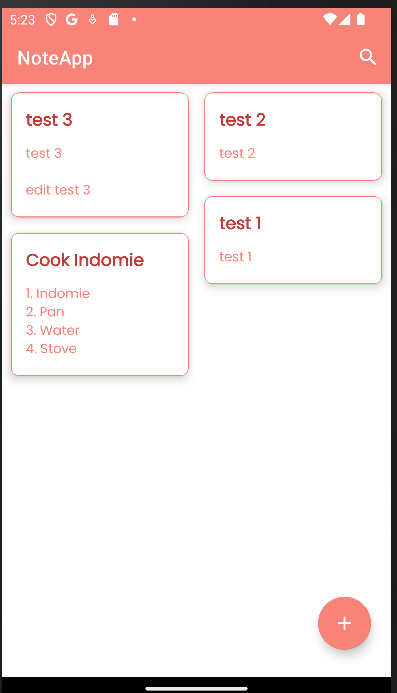 5:23
NoteApp
test 3
test 3
edit test 3
test 2
test 2
Cook Indomie
1. Indomie
2. Pan
3. Water
4. Stove
test 1
test 1